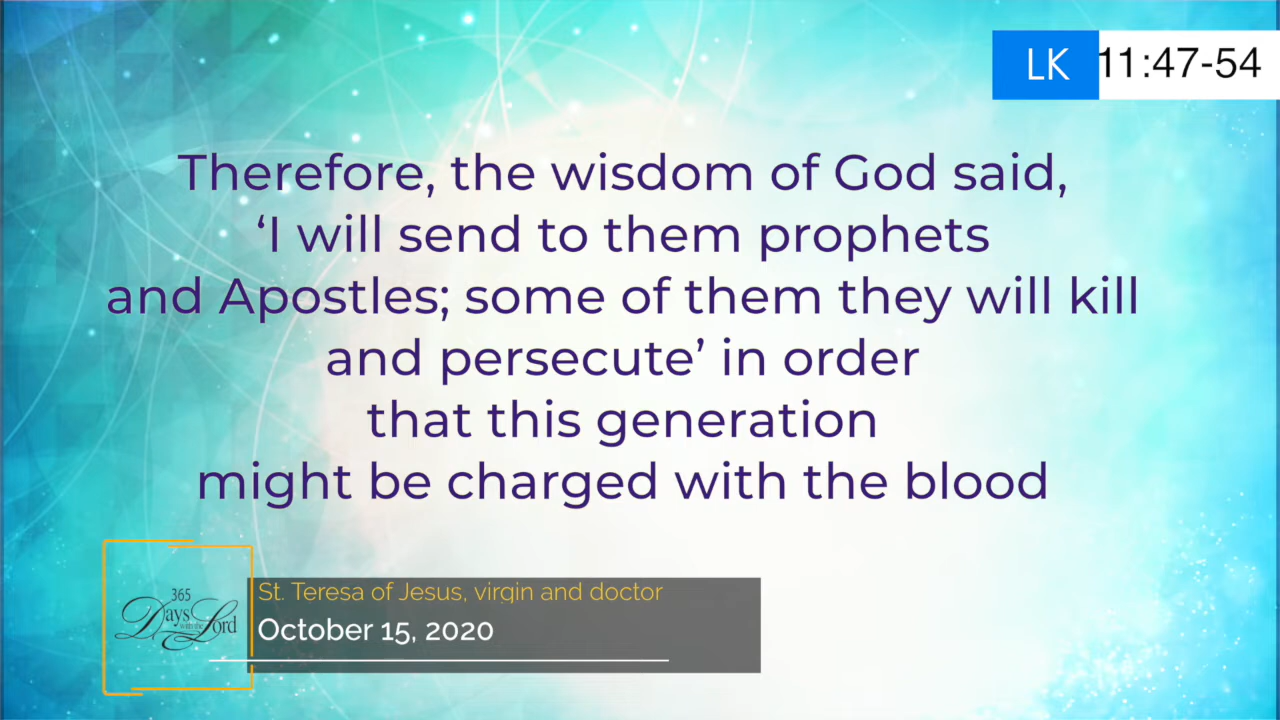 LK 11:47-54
Therefore, the wisdom of God said,
‘I will send to them prophets
and Apostles; some of them they will kill
and persecute’ in order
that this generation
might be charged with the blood
365
Days with the Lord
St. Teresa of Jesus, virgin and doctor
October 15, 2020